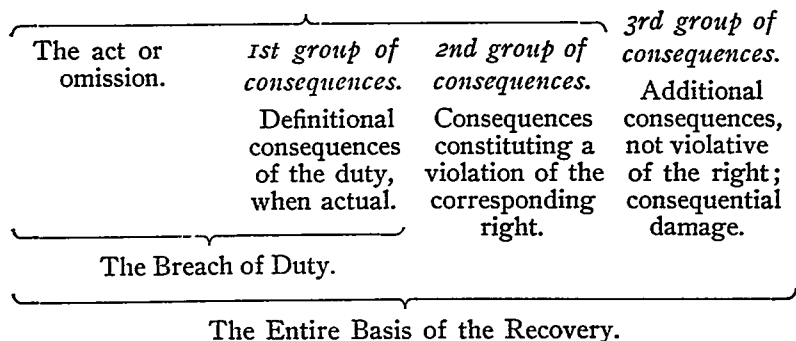 The act or
omission.
1st group of
consequences.
Definitional
consequences
of the duty,
when actual.
2nd group of
consequences.
Consequences
constituting a
violation of the
corresponding
right.
3rd group of
consequences.
Additional
consequences,
not violative
of the right;
consequential
damage.
The Breach of Duty.
The Entire Basis of the Recovery.